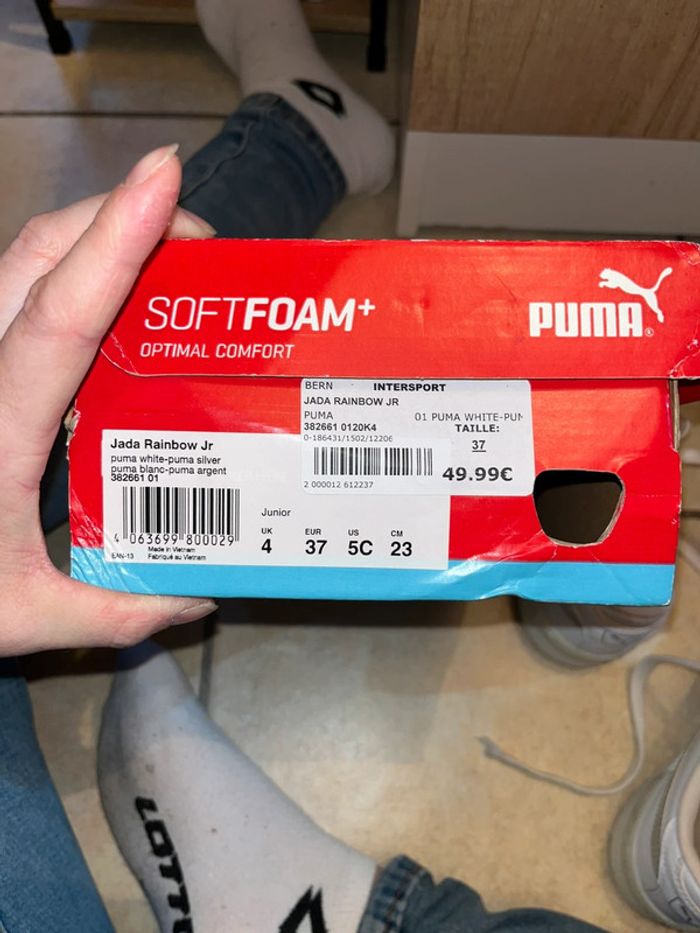 SOFTFOAM+
OPTIMAL COMFORT
PUMA®
BERN INTERSPORT
JADA RAINBOW JR
PUMA 01 PUMA WHITE-PUM
382661 0120K4 TAILLE:
0-186431/1502/12206 37
2 000012 612237 49.99€
Jada Rainbow Jr
puma white-puma silver
puma blanc-puma argent
382661 01
4 063699 800029
EAN-13 Made in Vietnam
Fabriqué au Vietnam
Junior
UK EUR US CM
4 37 5C 23
LOTTO